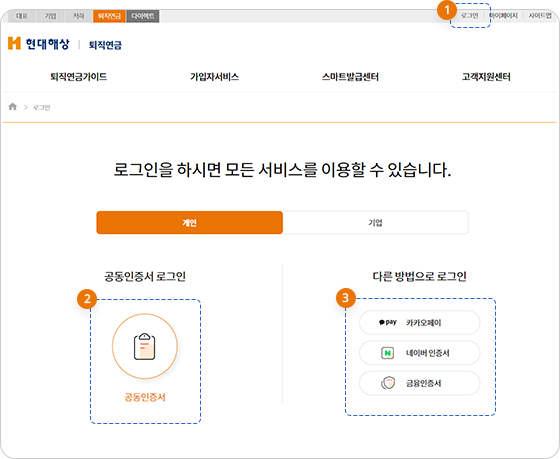 대표 기업 적하 퇴직연금 다이렉트
1 로그인 마이페이지 사이트맵
현대해상 퇴직연금
퇴직연금가이드 가입자서비스 스마트발급센터 고객지원센터
> 로그인
로그인을 하시면 모든 서비스를 이용할 수 있습니다.
개인 기업
공동인증서 로그인
2
공동인증서
다른 방법으로 로그인
3
pay 카카오페이
N 네이버 인증서
금융인증서